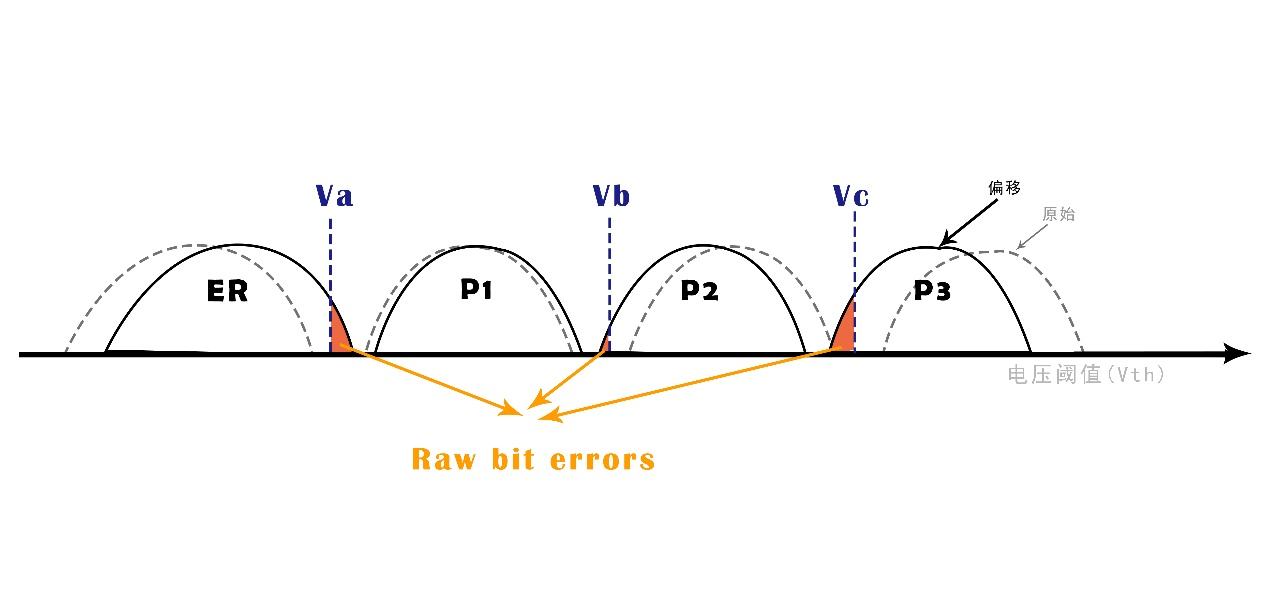 Va
Vb
Vc
偏移
原始
ER
P1
P2
P3
电压阈值(Vth)
Raw bit errors